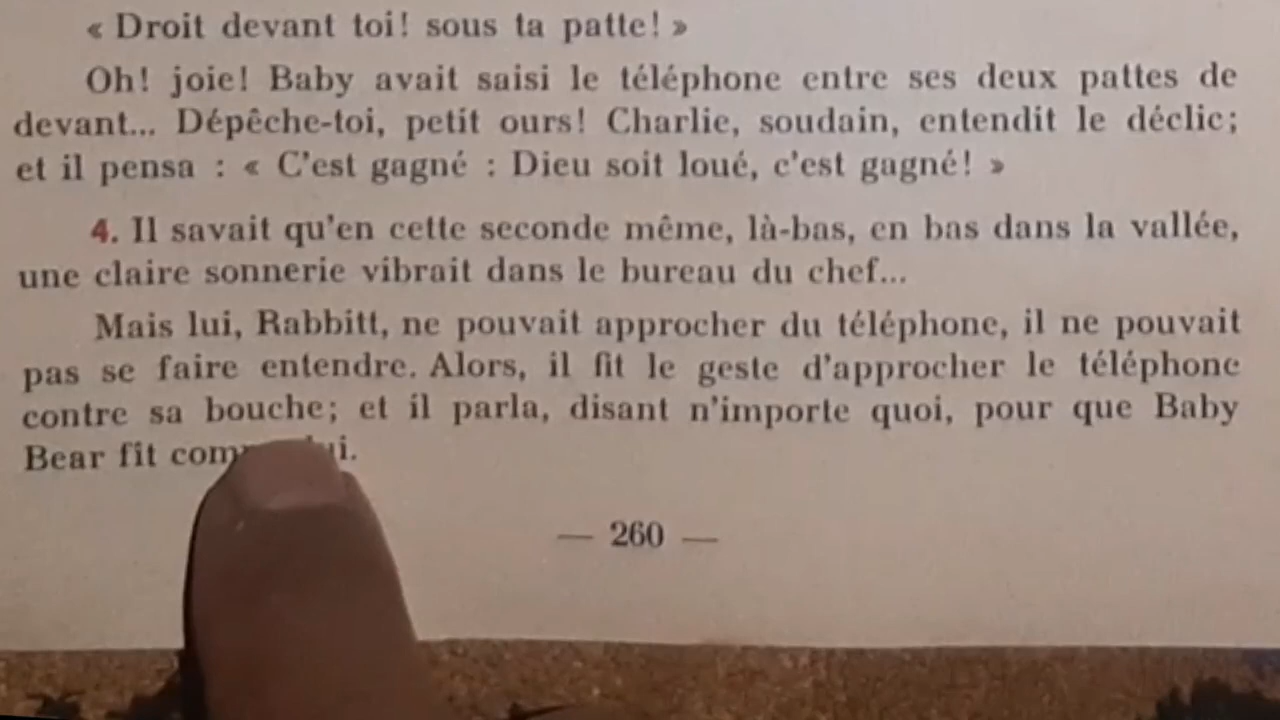 « Droit devant toi! sous ta patte! »
Oh! joie! Baby avait saisi le téléphone entre ses deux pattes de
devant... Dépêche-toi, petit ours! Charlie, soudain, entendit le déclic;
et il pensa : « C'est gagné : Dieu soit loué, c'est gagné! »
4. Il savait qu'en cette seconde même, là-bas, en bas dans la vallée,
une claire sonnerie vibrait dans le bureau du chef...
Mais lui, Rabbitt, ne pouvait approcher du téléphone, il ne pouvait
pas se faire entendre. Alors, il fit le geste d'approcher le téléphone
contre sa bouche; et il parla, disant n'importe quoi, pour que Baby
Bear fît
— 260 —